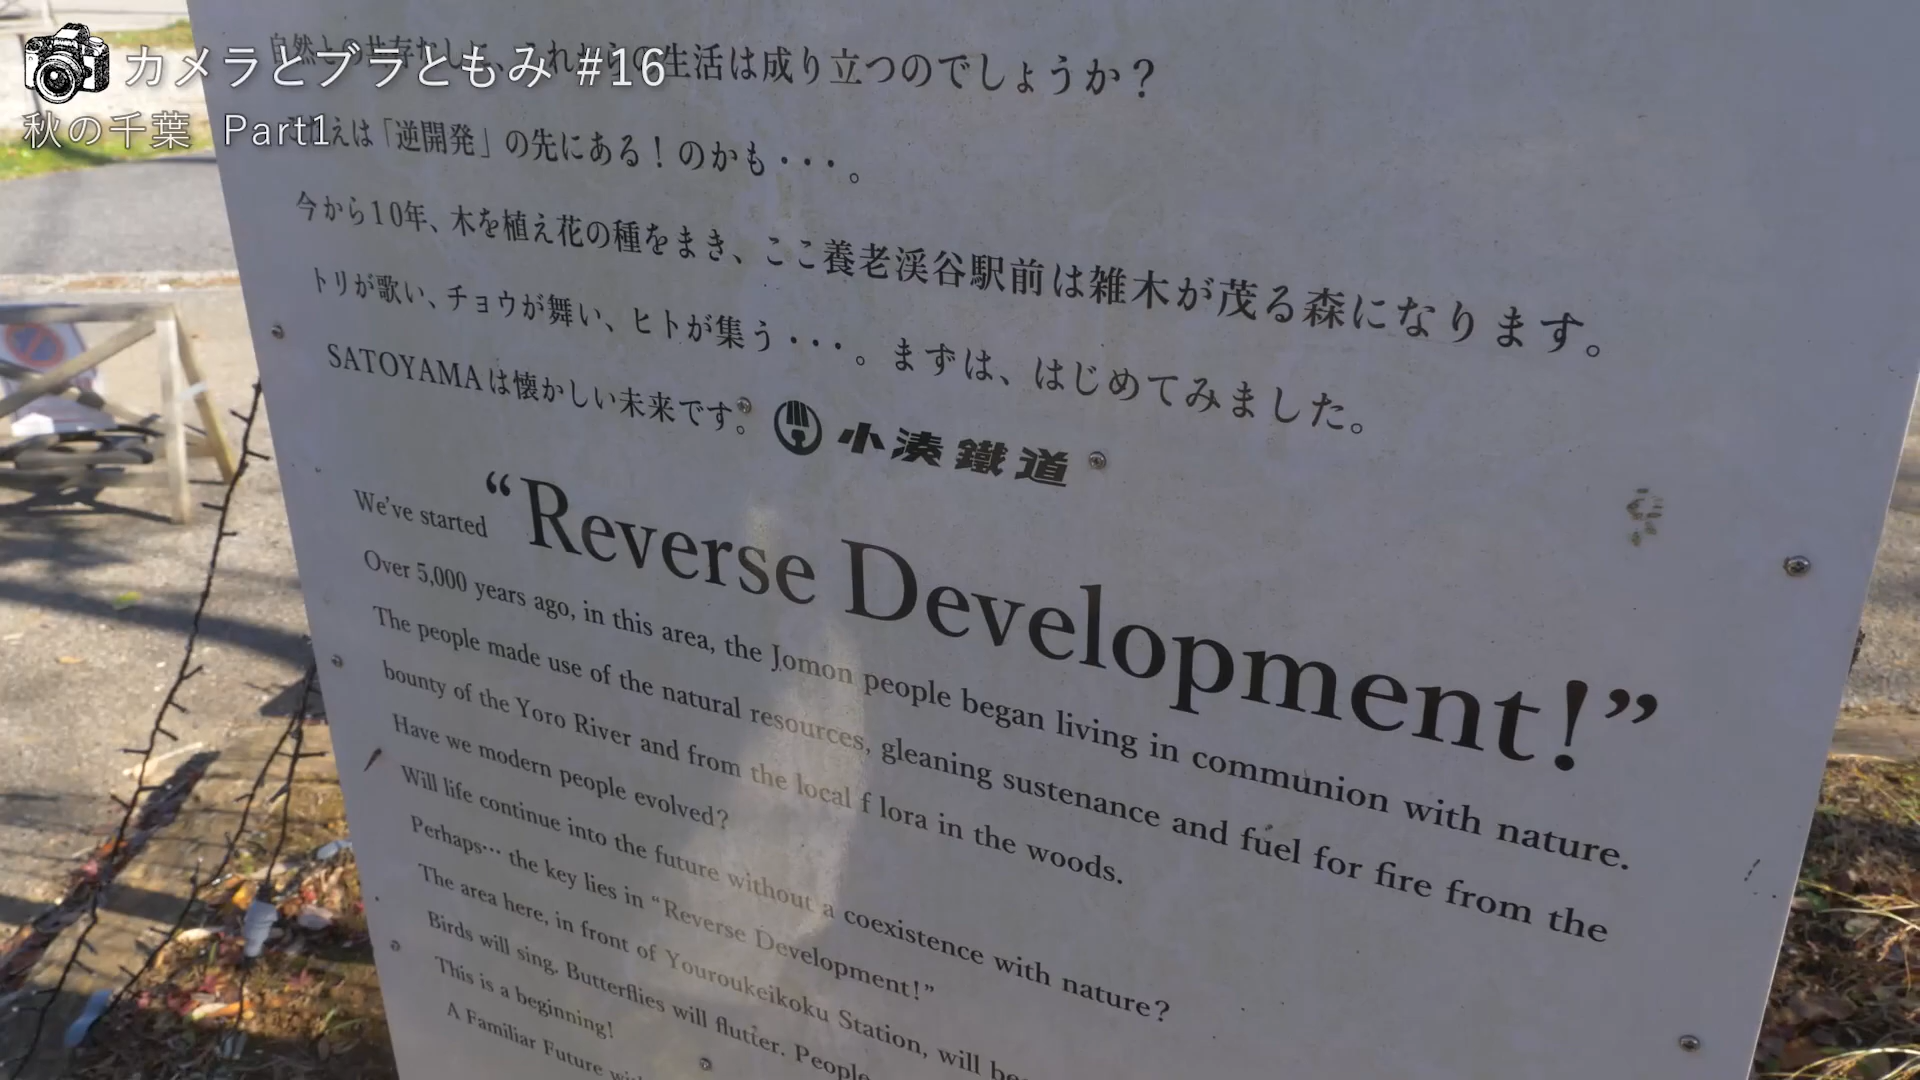 カメラとブラともみ #16
秋の千葉 Part1
生活は成り立つのでしょうか？
えは「逆開発」の先にある！のかも・・・。
今から10年、木を植え花の種をまき、ここ養老渓谷駅前は雑木が茂る森になります。
トリが歌い、チョウが舞い、ヒトが集う・・・。まずは、はじめてみました。
SATOYAMAは懐かしい未来です。 小湊鐵道
We've started “Reverse Development!”
Over 5,000 years ago, in this area, the Jomon people began living in communion with nature.
The people made use of the natural resources, gleaning sustenance and fuel for fire from the
bounty of the Yoro River and from the local f lora in the woods.
Have we modern people evolved?
Will life continue into the future without a coexistence with nature?
Perhaps… the key lies in “Reverse Development!”
The area here, in front of Youroukeikoku Station, will
Birds will sing. Butterflies will flutter. People
This is a beginning!
A Familiar Future